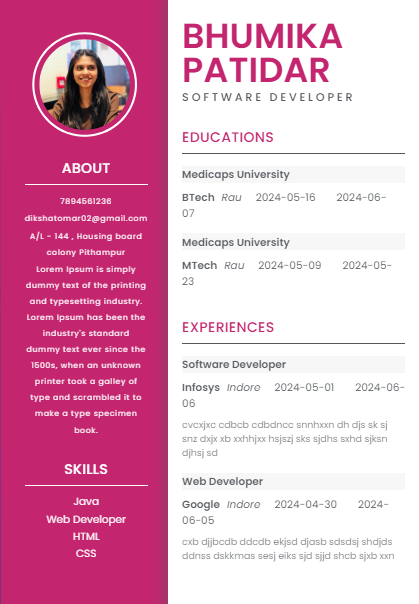 BHUMIKA
PATIDAR
SOFTWARE DEVELOPER
ABOUT
7894561236
dikshatomar02@gmail.com
A/L - 144 , Housing board
colony Pithampur
Lorem Ipsum is simply
dummy text of the printing
and typesetting industry.
Lorem Ipsum has been the
industry's standard
dummy text ever since the
1500s, when an unknown
printer took a galley of
type and scrambled it to
make a type specimen
book.
SKILLS
Java
Web Developer
HTML
CSS
EDUCATIONS
Medicaps University
BTech Rau 2024-05-16 2024-06-
07
Medicaps University
MTech Rau 2024-05-09 2024-05-
23
EXPERIENCES
Software Developer
Infosys Indore 2024-05-01 2024-06-
06
cvcxjxc cdbcb cdbdncc snnhxxn dh djs sk sj
snz dxjx xb xxhhjxx hsjszj sks sjdhs sxhd sjksn
djhsj sd
Web Developer
Google Indore 2024-04-30 2024-
06-05
cxb djjbcdb ddcdb ekjsd djasb sdsdsj shdjds
ddnss dskkmas sesj eiks sjd sjjd shcb sjxb xxn